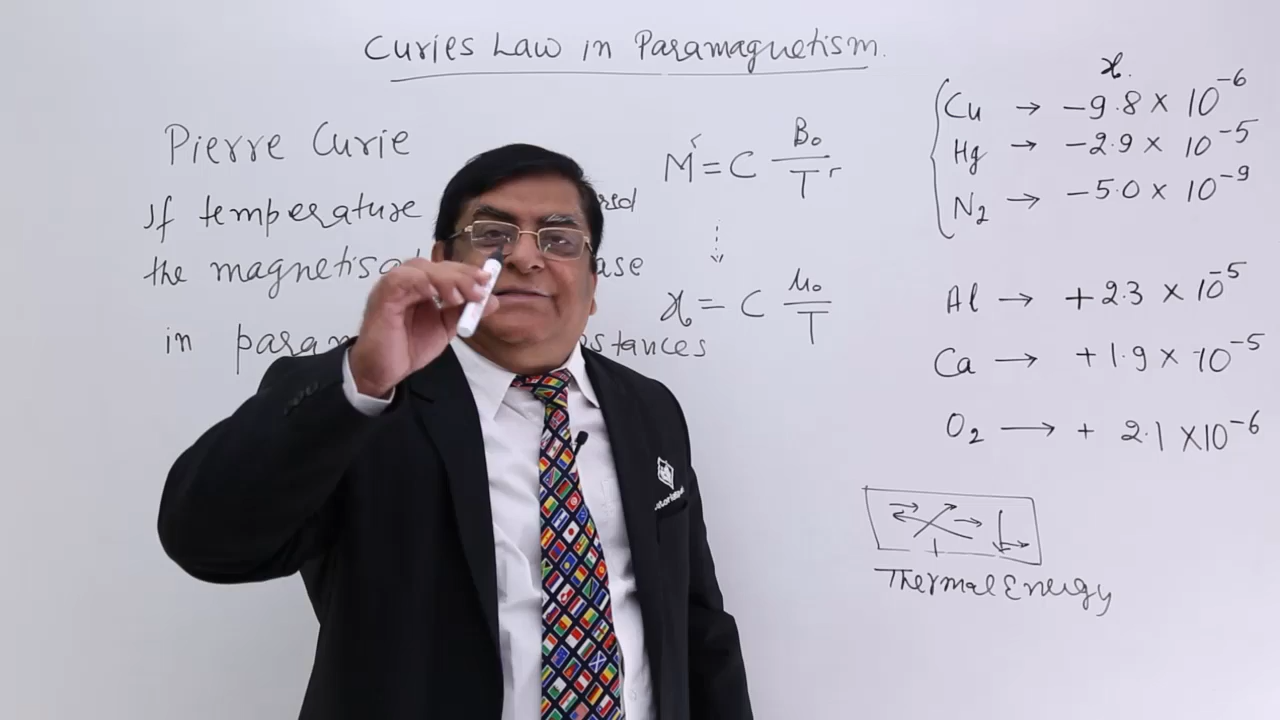 Curies Law in Paramagnetism.
Pierre Curie
If temperature
the magnetis
in param stances
M = C B₀/T
χ = C μ₀/T
χ.
Cu → -9.8 × 10⁻⁶
Hg → -2.9 × 10⁻⁵
N₂ → -5.0 × 10⁻⁹
Al → +2.3 × 10⁻⁵
Ca → +1.9 × 10⁻⁵
O₂ → + 2.1 × 10⁻⁶
Thermal Energy